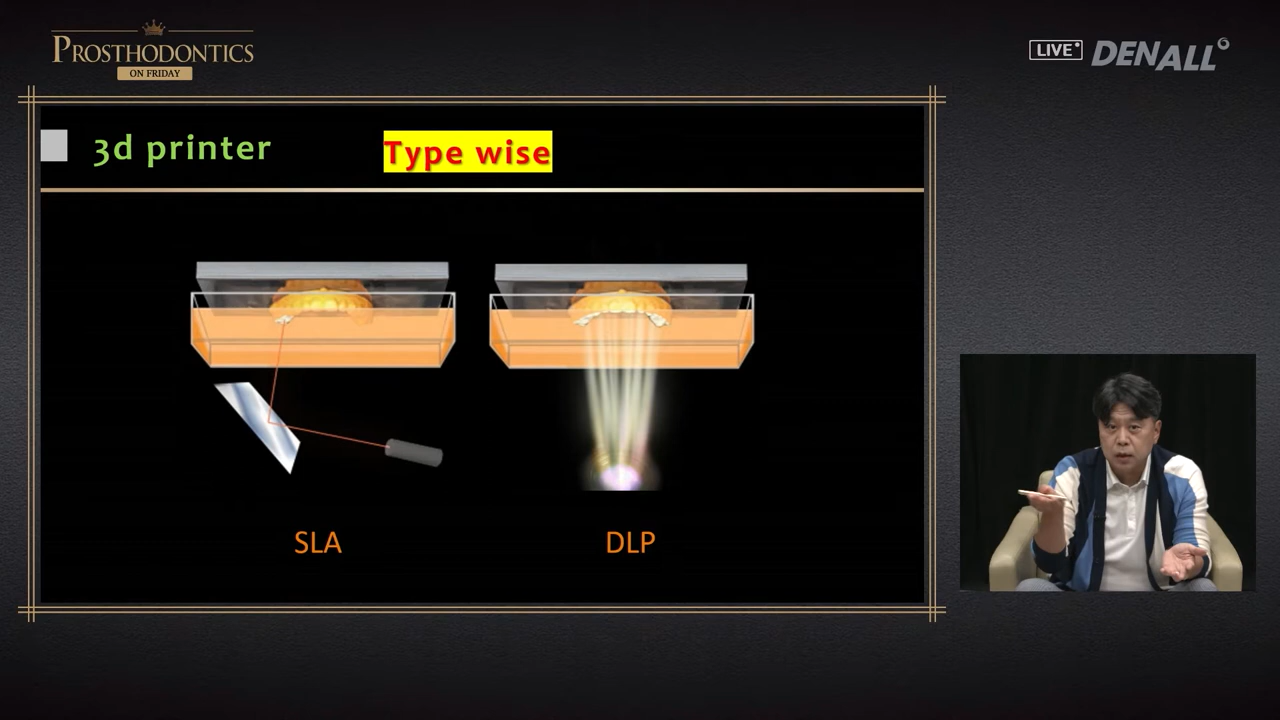 PROSTHODONTICS
ON FRIDAY
LIVE
DENALL
3d printer
Type wise
SLA
DLP